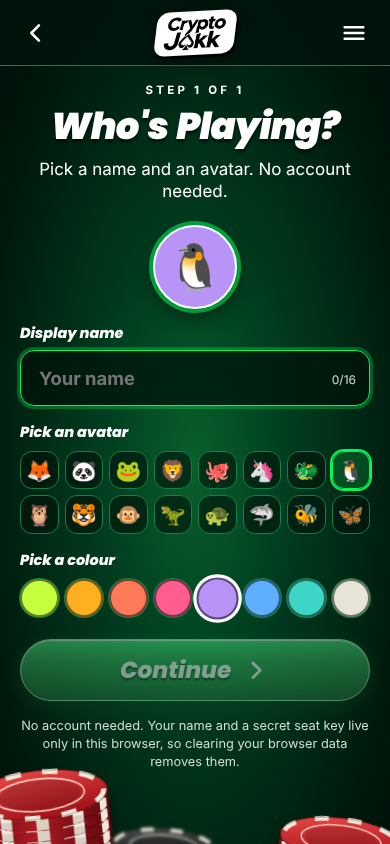 Crypto
Jokk
STEP 1 OF 1
Who's Playing?
Pick a name and an avatar. No account
needed.
Display name
Your name
0/16
Pick an avatar
Pick a colour
Continue
No account needed. Your name and a secret seat key live
only in this browser, so clearing your browser data
removes them.